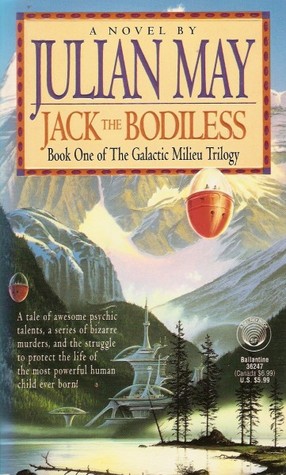 A NOVEL BY
JULIAN MAY
JACK THE BODILESS
Book One of The Galactic Milieu Trilogy
A tale of awesome psychic
talents, a series of bizarre
murders, and the struggle
to protect the life of
the most powerful human
child ever born!
Ballantine
36247
(Canada $6.99)
U.S. $5.99